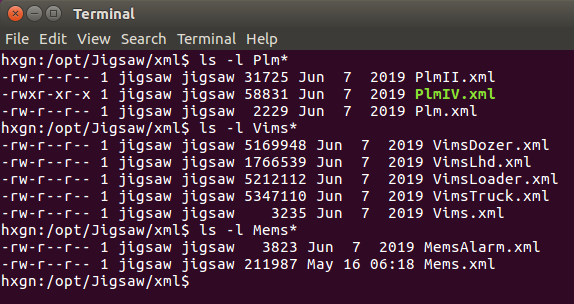 Terminal
File Edit View Search Terminal Help
hxgn:/opt/Jigsaw/xml$ ls -l Plm*
-rw-r--r-- 1 jigsaw jigsaw 31725 Jun  7  2019 PlmII.xml
-rwxr-xr-x 1 jigsaw jigsaw 58831 Jun  7  2019 PlmIV.xml
-rw-r--r-- 1 jigsaw jigsaw  2229 Jun  7  2019 Plm.xml
hxgn:/opt/Jigsaw/xml$ ls -l Vims*
-rw-r--r-- 1 jigsaw jigsaw 5169948 Jun  7  2019 VimsDozer.xml
-rw-r--r-- 1 jigsaw jigsaw 1766539 Jun  7  2019 VimsLhd.xml
-rw-r--r-- 1 jigsaw jigsaw 5212112 Jun  7  2019 VimsLoader.xml
-rw-r--r-- 1 jigsaw jigsaw 5347110 Jun  7  2019 VimsTruck.xml
-rw-r--r-- 1 jigsaw jigsaw    3235 Jun  7  2019 Vims.xml
hxgn:/opt/Jigsaw/xml$ ls -l Mems*
-rw-r--r-- 1 jigsaw jigsaw   3823 Jun  7  2019 MemsAlarm.xml
-rw-r--r-- 1 jigsaw jigsaw 211987 May 16 06:18 Mems.xml
hxgn:/opt/Jigsaw/xml$